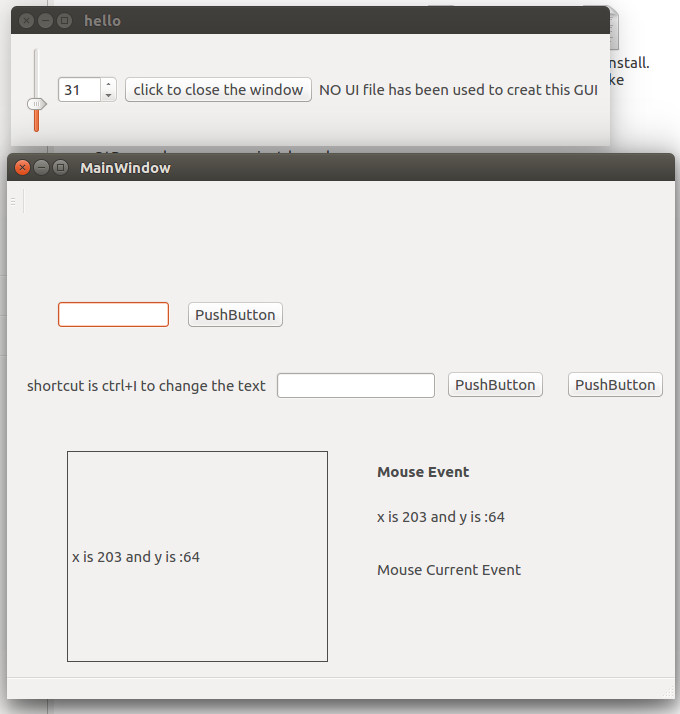 hello
nstall.
ke
31
click to close the window
NO UI file has been used to creat this GUI
MainWindow
PushButton
shortcut is ctrl+I to change the text
PushButton
PushButton
Mouse Event
x is 203 and y is :64
x is 203 and y is :64
Mouse Current Event